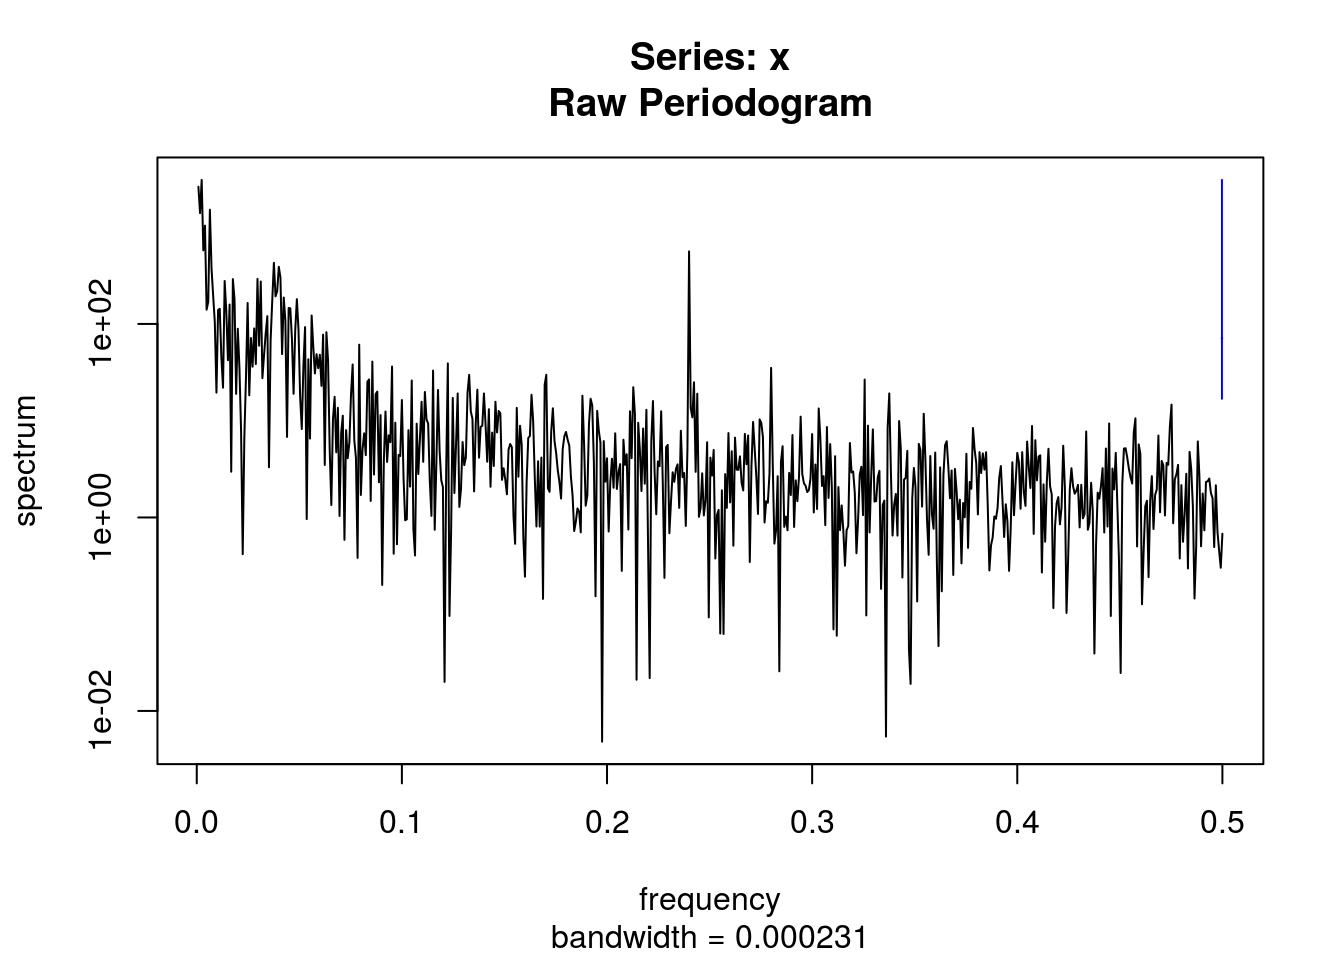 Series: x
Raw Periodogram
spectrum
1e+02
1e+00
1e-02
0.0 0.1 0.2 0.3 0.4 0.5
frequency
bandwidth = 0.000231